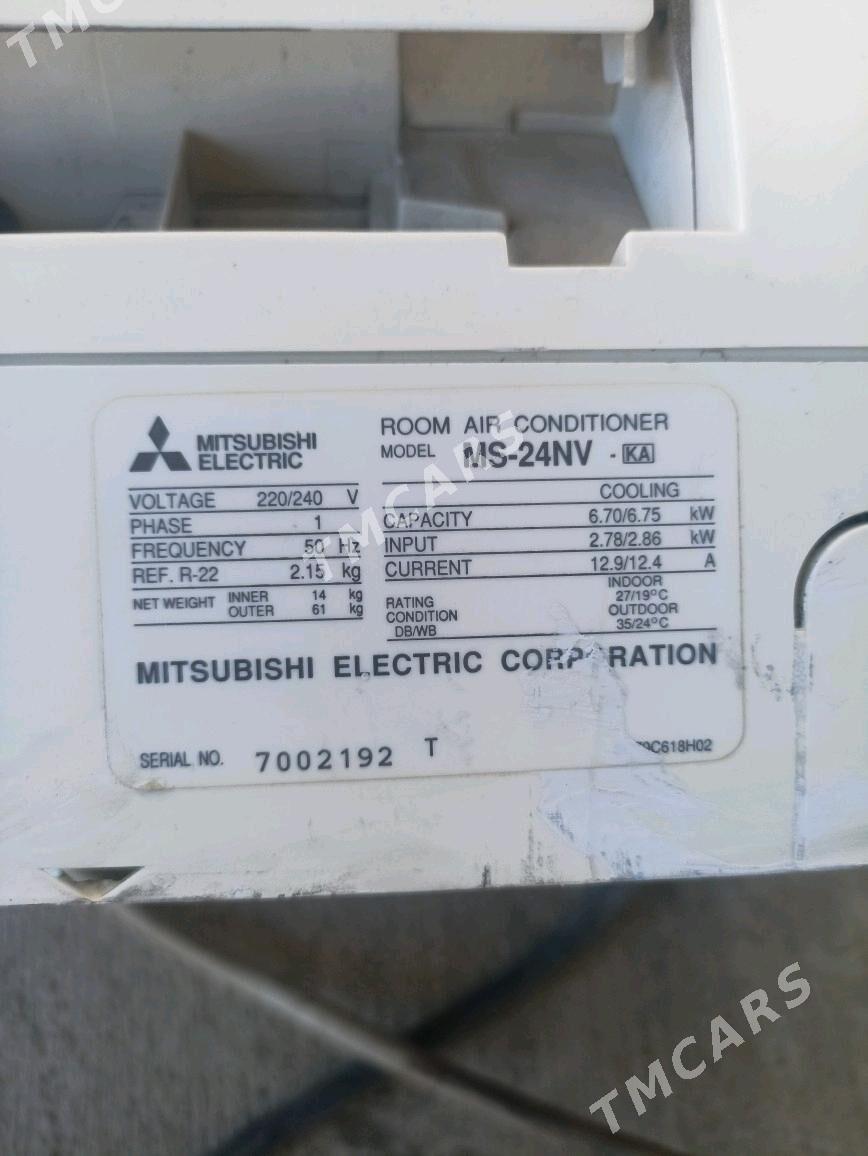 MITSUBISHI
ELECTRIC
VOLTAGE 220/240 V
PHASE 1
FREQUENCY 50 Hz
REF. R-22 2.15 kg
NET WEIGHT INNER 14 kg
OUTER 61 kg
ROOM AIR CONDITIONER
MODEL MS-24NV - KA
COOLING
CAPACITY 6.70/6.75 kW
INPUT 2.78/2.86 kW
CURRENT 12.9/12.4 A
RATING CONDITION DB/WB
INDOOR
27/19°C
OUTDOOR
35/24°C
MITSUBISHI ELECTRIC CORPORATION
SERIAL NO. 7002192 T
9C618H02
TMCARS
TMCARS